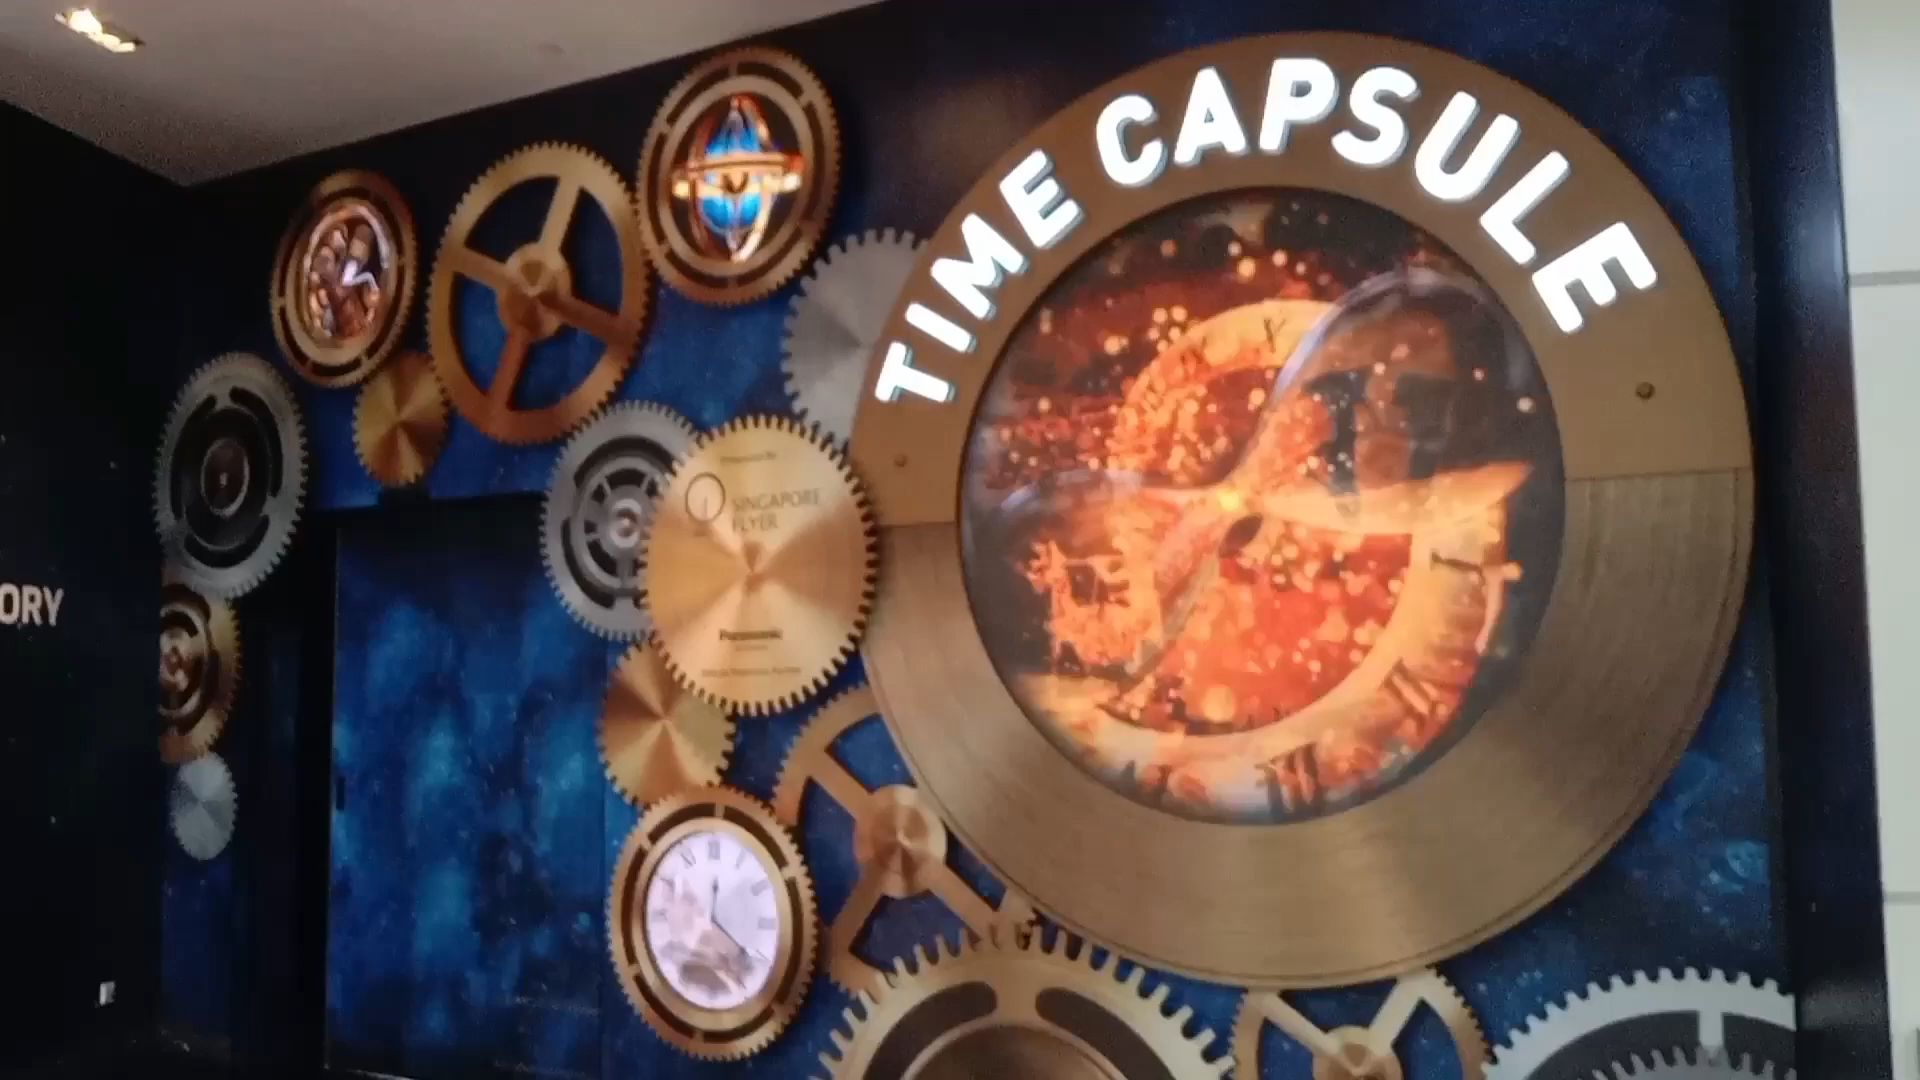 TIME CAPSULE
ORY
SINGAPORE
FLYER
Panasonic